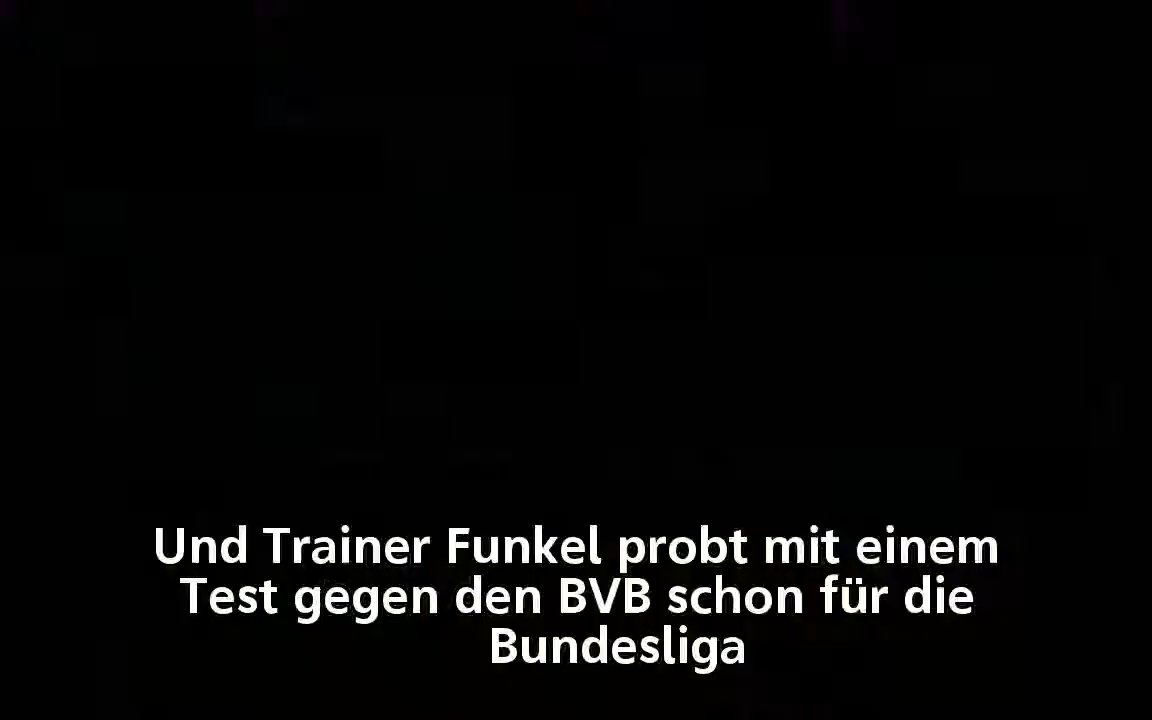 Und Trainer Funkel probt mit einem
Test gegen den BVB schon für die
Bundesliga